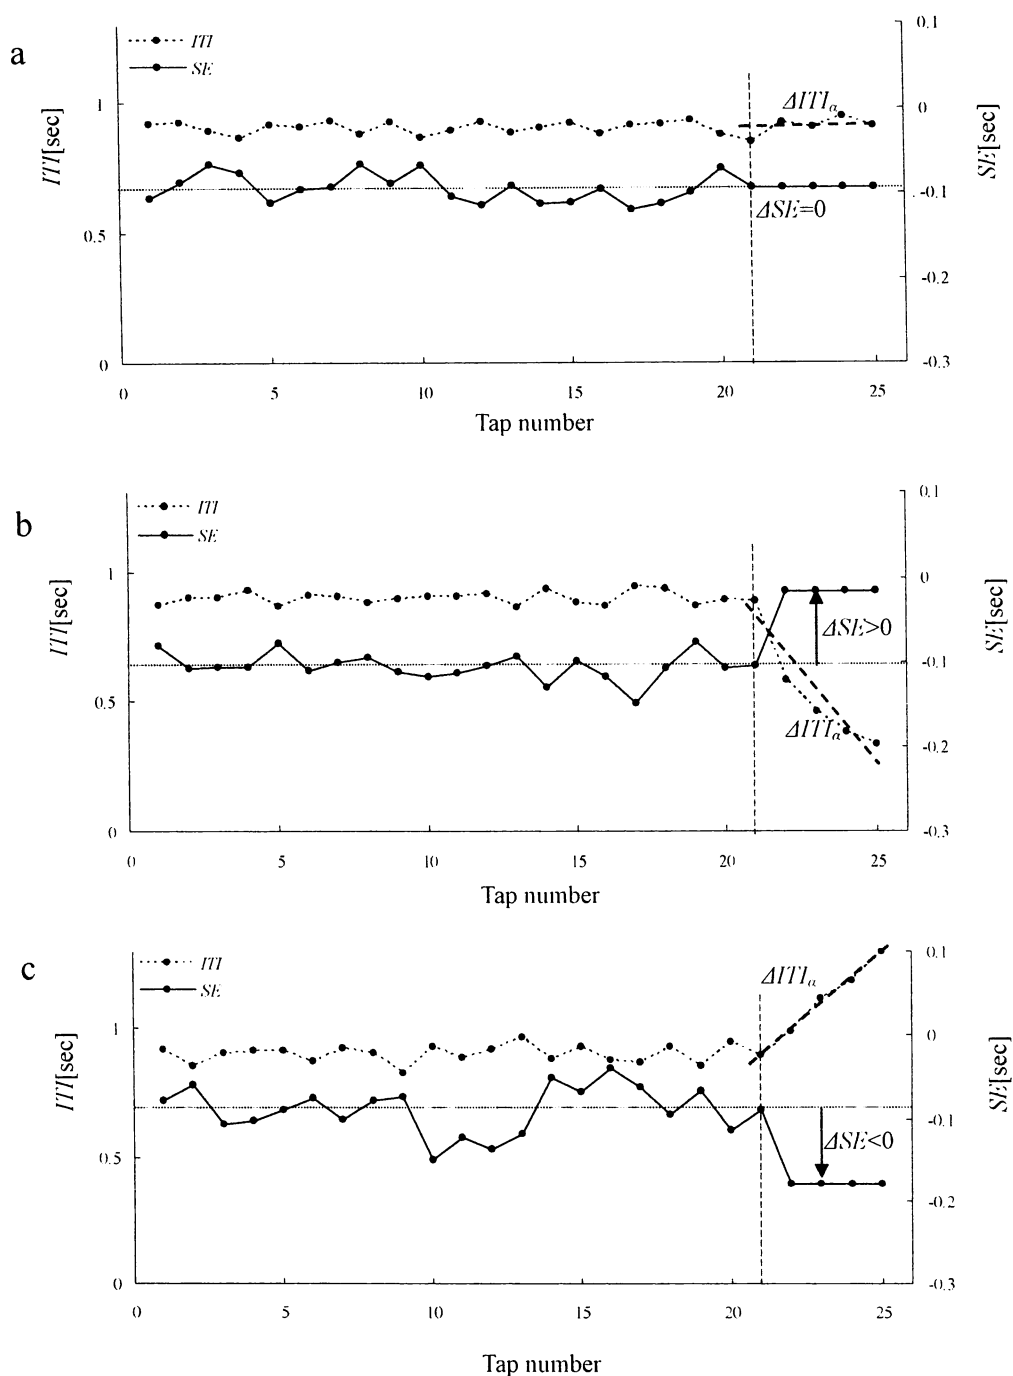 a
ITI
SE
ΔITIα
ΔSE=0
ITI[sec]
SE[sec]
1
0.5
0
0.1
0
-0.1
-0.2
-0.3
0 5 10 15 20 25
Tap number
b
ITI
SE
ΔSE>0
ΔITIα
ITI[sec]
SE[sec]
1
0.5
0
0.1
0
-0.1
-0.2
-0.3
0 5 10 15 20 25
Tap number
c
ITI
SE
ΔITIα
ΔSE<0
ITI[sec]
SE[sec]
1
0.5
0
0.1
0
-0.1
-0.2
-0.3
0 5 10 15 20 25
Tap number